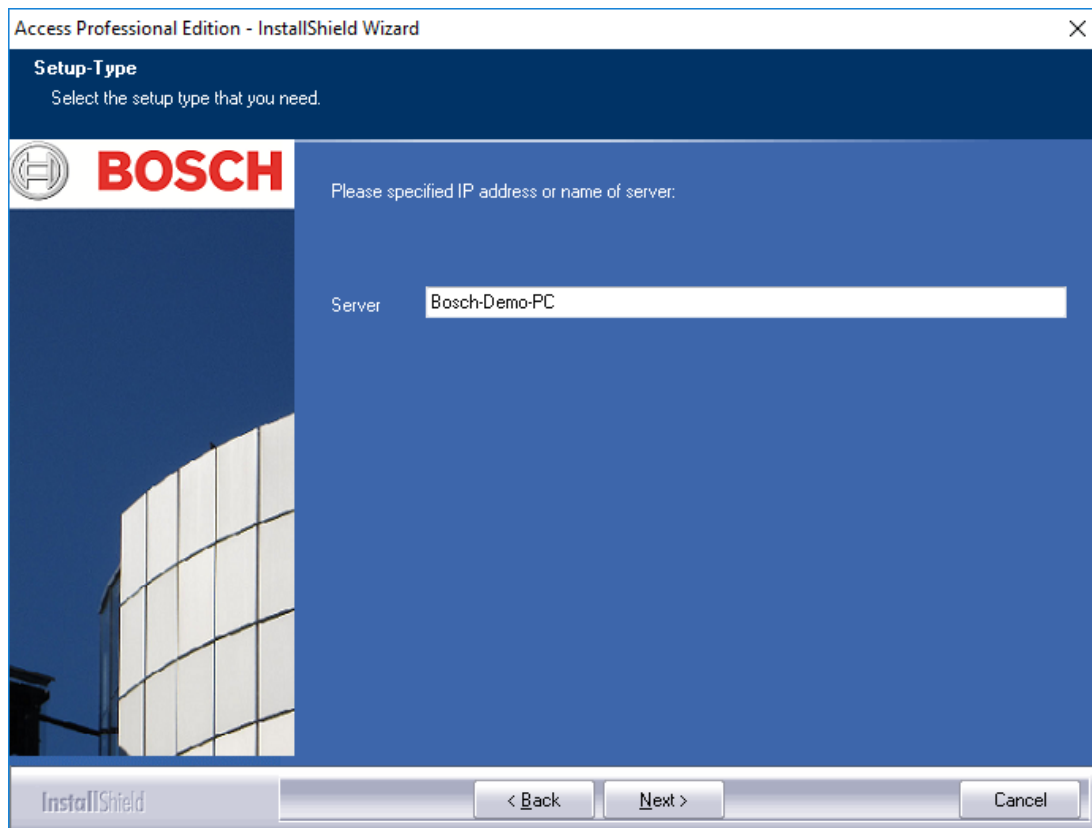 Access Professional Edition - InstallShield Wizard
Setup-Type
Select the setup type that you need.
BOSCH
Please specified IP address or name of server:
Server
Bosch-Demo-PC
InstallShield
< Back
Next >
Cancel